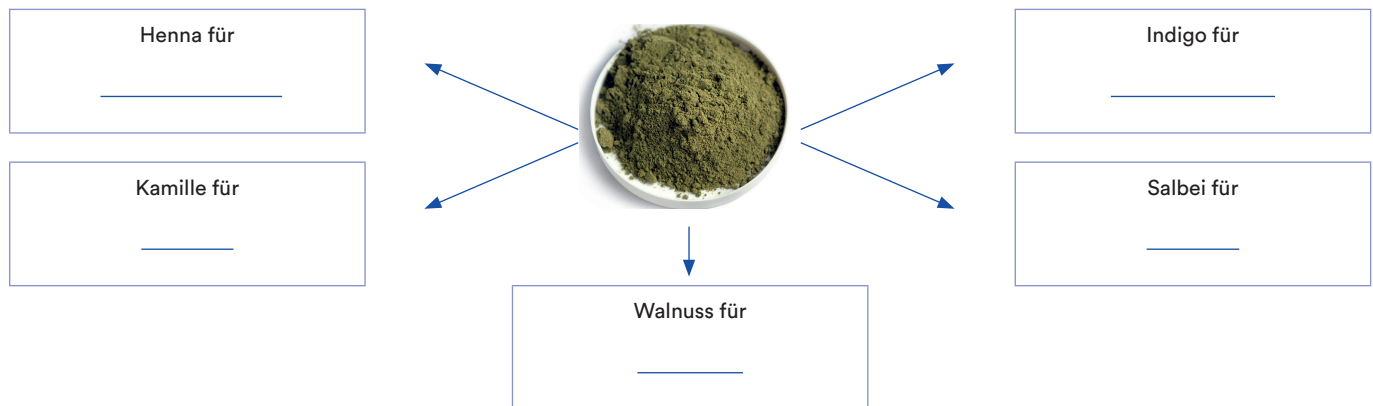 Henna für
Indigo für
Kamille für
Salbei für
Walnuss für